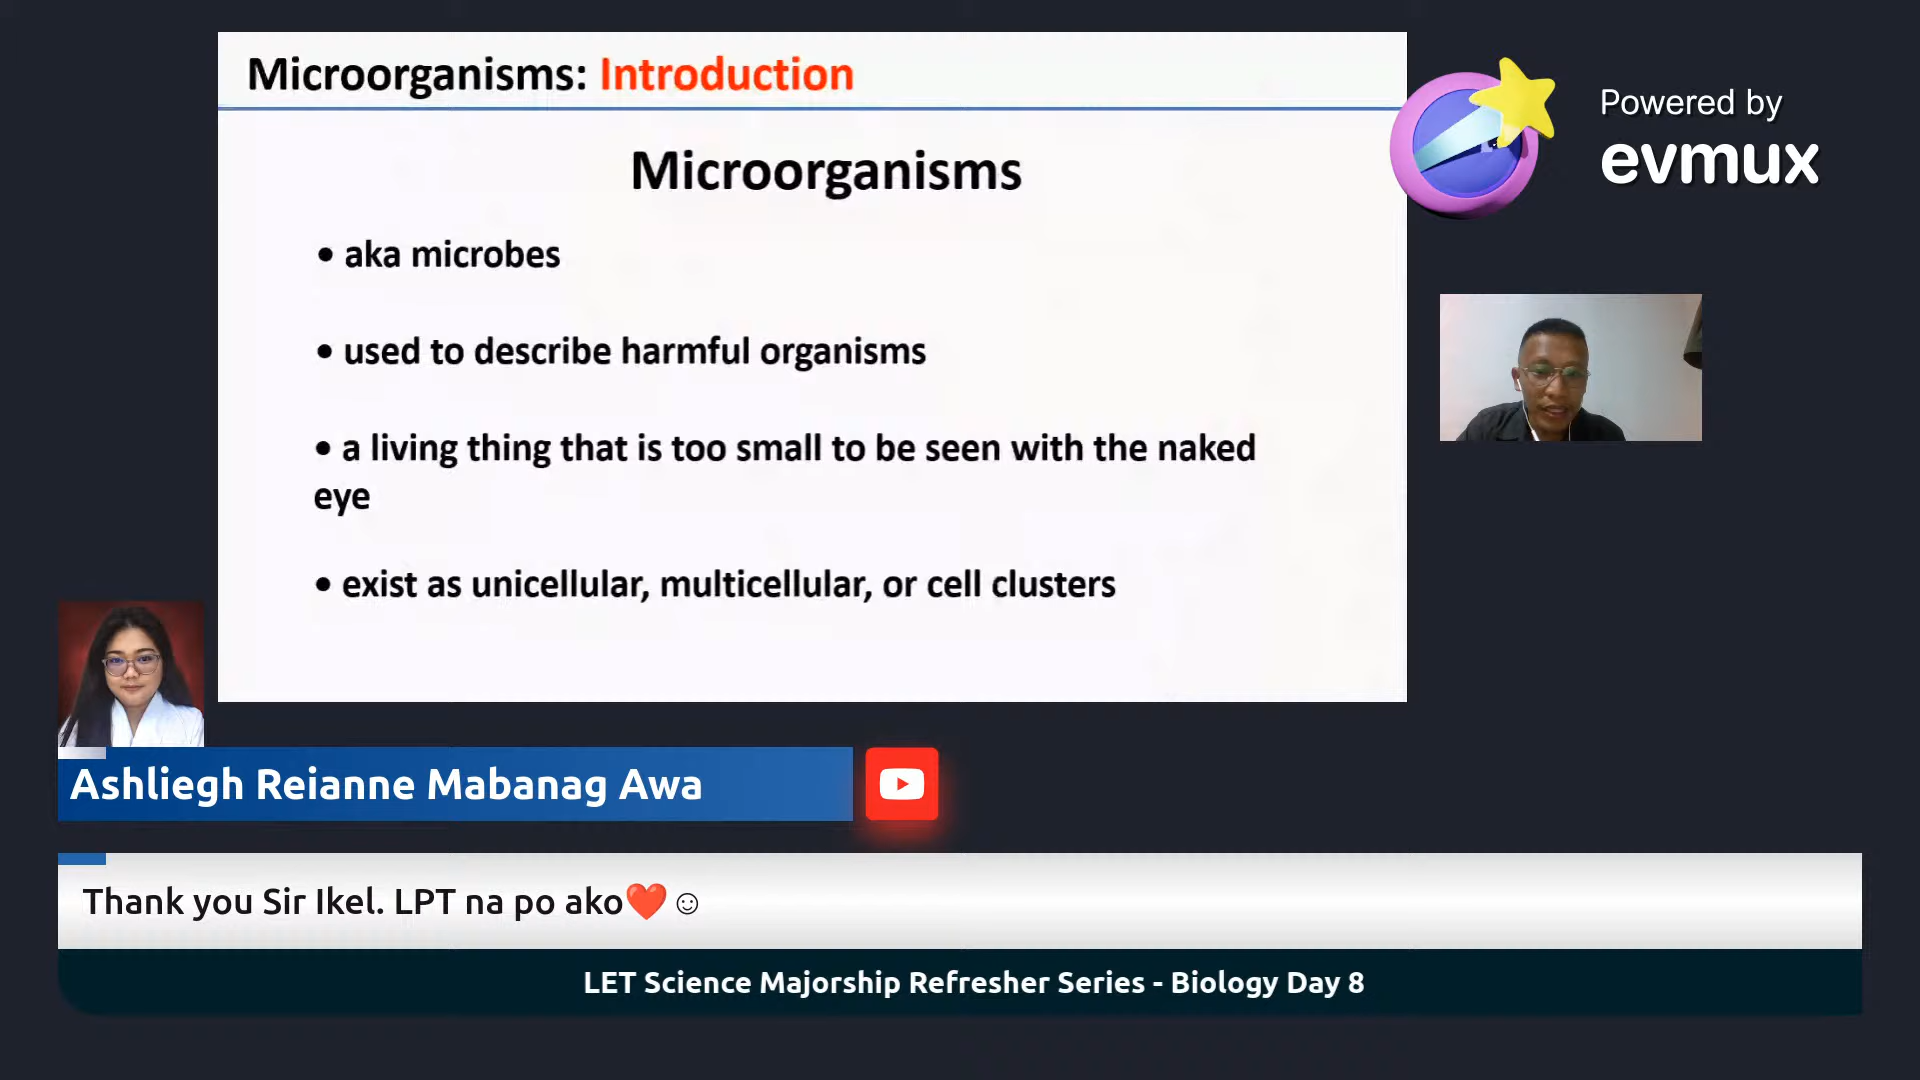 Microorganisms: Introduction
Microorganisms
• aka microbes
• used to describe harmful organisms
• a living thing that is too small to be seen with the naked
eye
• exist as unicellular, multicellular, or cell clusters
Powered by
evmux
Ashliegh Reianne Mabanag Awa
Thank you Sir Ikel. LPT na po ako❤️☺
LET Science Majorship Refresher Series - Biology Day 8